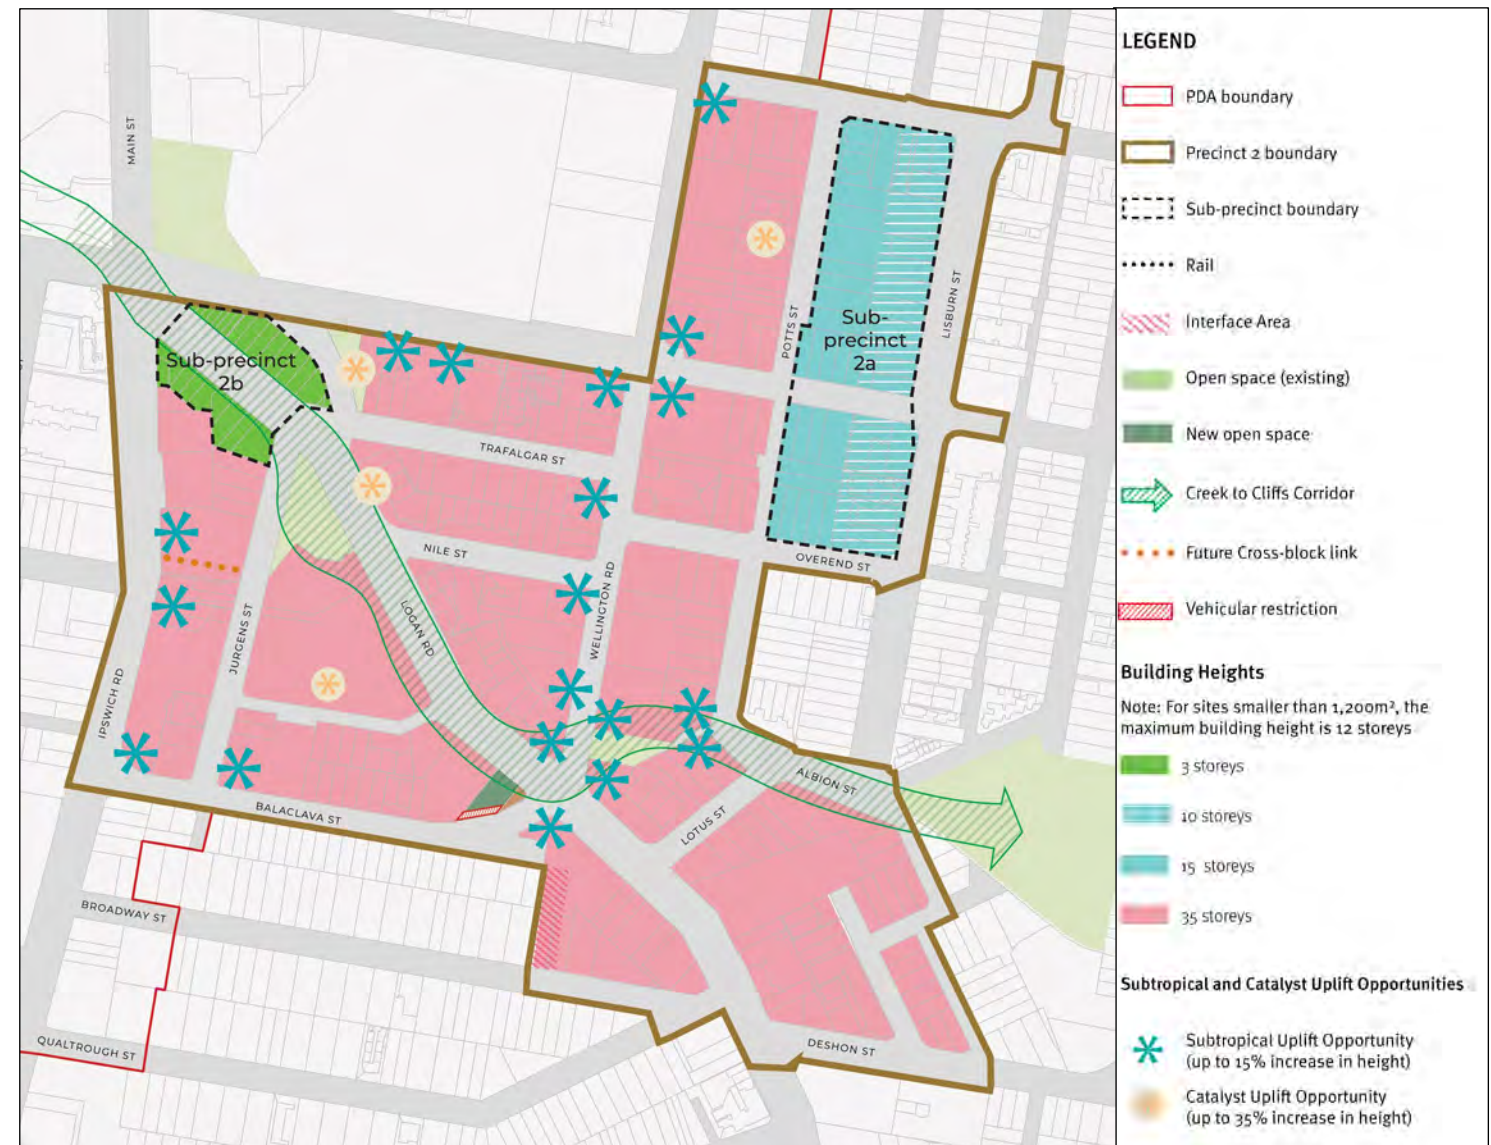 MAIN ST
Sub-precinct
2b
Sub-
precinct
2a
POTTS ST
LISBURN ST
TRAFALGAR ST
NILE ST
OVEREND ST
WELLINGTON RD
LOGAN RD
JURGENS ST
IPSWICH RD
BALACLAVA ST
ALBION ST
LOTUS ST
BROADWAY ST
QUALTROUGH ST
DESHON ST
LEGEND
PDA boundary
Precinct 2 boundary
Sub-precinct boundary
Rail
Interface Area
Open space (existing)
New open space
Creek to Cliffs Corridor
Future Cross-block link
Vehicular restriction
Building Heights
Note: For sites smaller than 1,200m², the
maximum building height is 12 storeys
3 storeys
10 storeys
15 storeys
35 storeys
Subtropical and Catalyst Uplift Opportunities
Subtropical Uplift Opportunity
(up to 15% increase in height)
Catalyst Uplift Opportunity
(up to 35% increase in height)